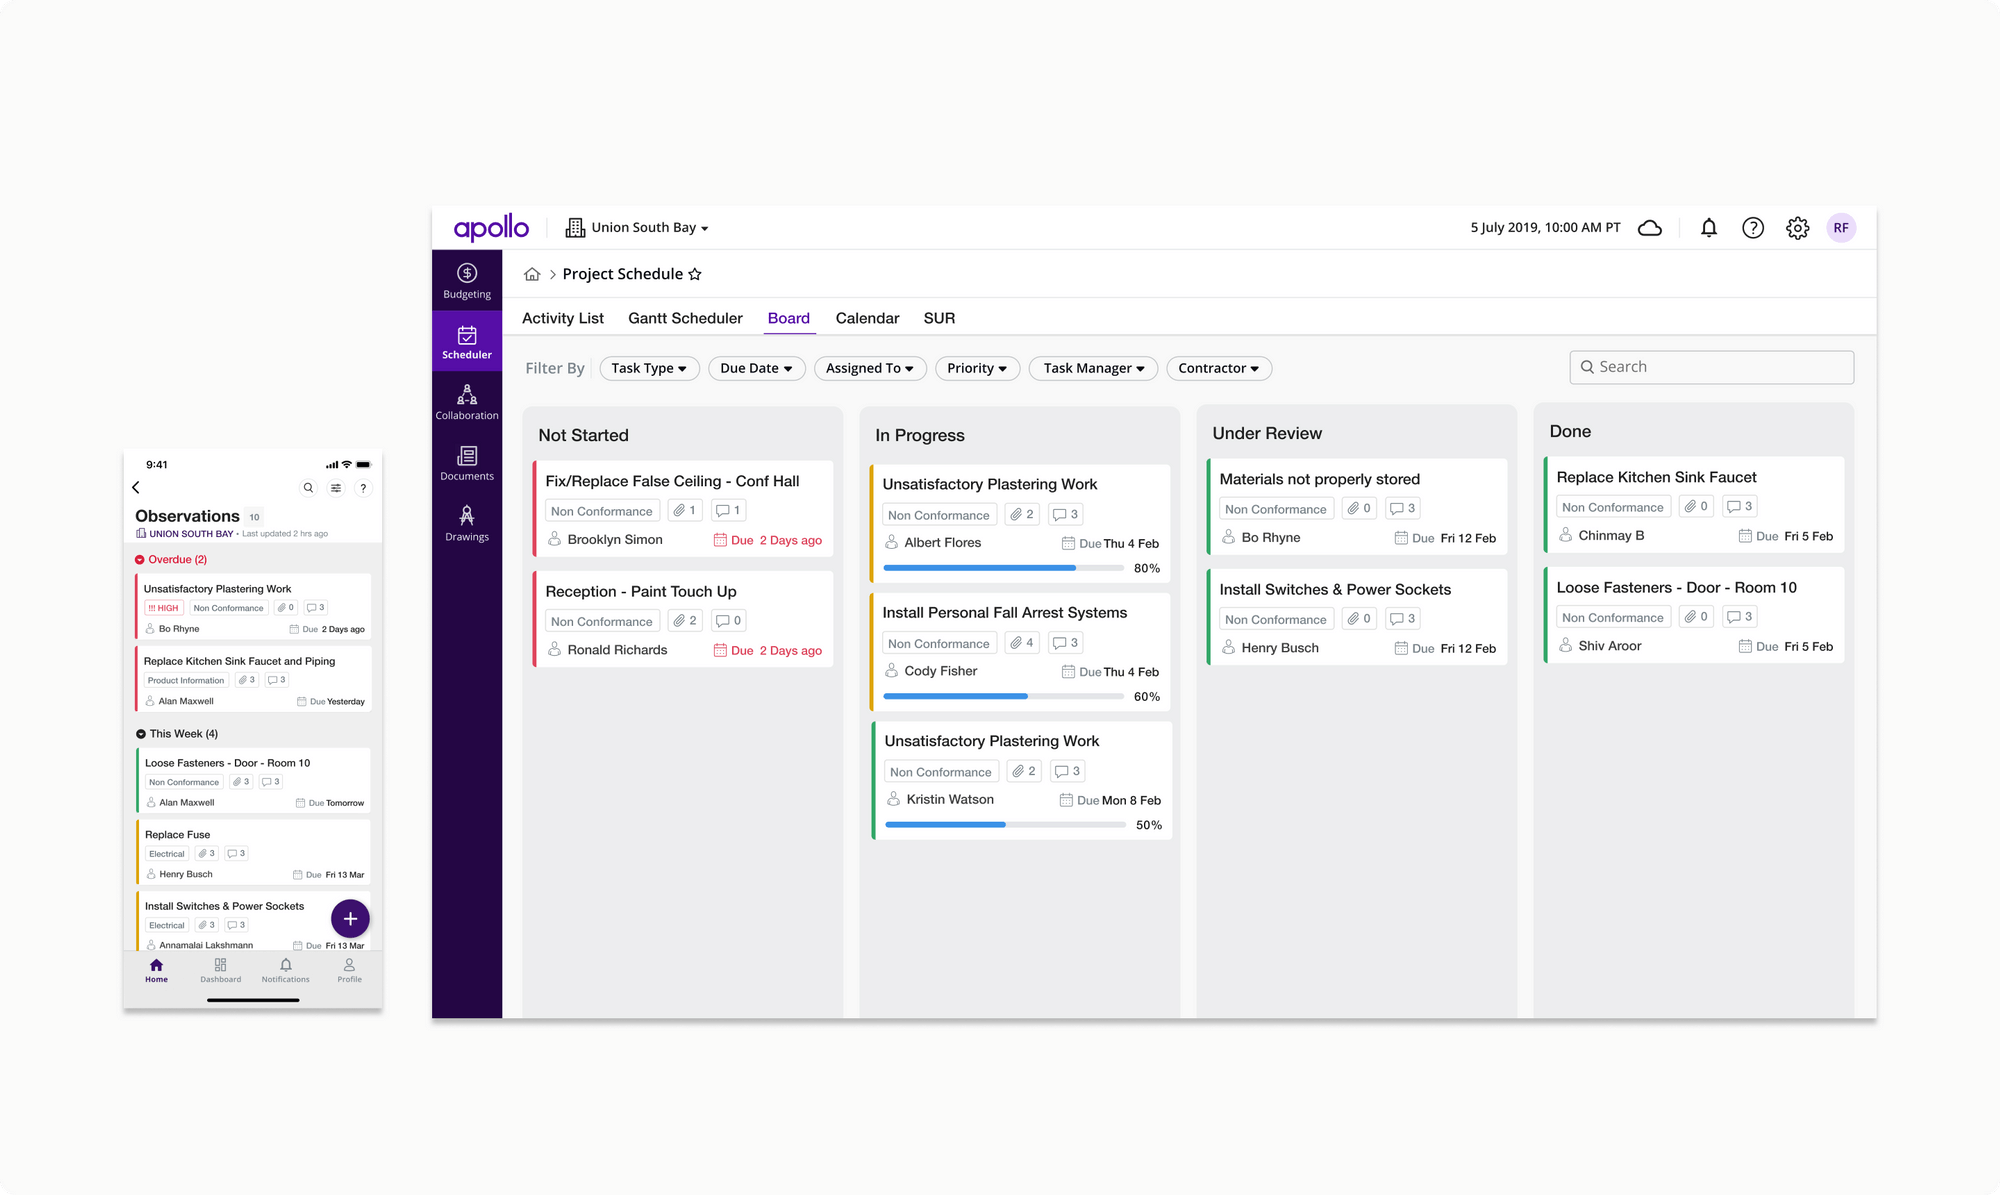 9:41
Observations 10
UNION SOUTH BAY • Last updated 2 hrs ago
Overdue (2)
Unsatisfactory Plastering Work
!!! HIGH Non Conformance 0 3
Bo Rhyne Due 2 Days ago
Replace Kitchen Sink Faucet and Piping
Product Information 3 3
Alan Maxwell Due Yesterday
This Week (4)
Loose Fasteners - Door - Room 10
Non Conformance 3 3
Alan Maxwell Due Tomorrow
Replace Fuse
Electrical 3 3
Henry Busch Due Fri 13 Mar
Install Switches & Power Sockets
Electrical 3 3
Annamalai Lakshmann Due Fri 13 Mar
Home Dashboard Notifications Profile
apollo Union South Bay 5 July 2019, 10:00 AM PT ? RF
Budgeting
Scheduler
Collaboration
Documents
Drawings
> Project Schedule
Activity List Gantt Scheduler Board Calendar SUR
Filter By Task Type Due Date Assigned To Priority Task Manager Contractor Search
Not Started
Fix/Replace False Ceiling - Conf Hall
Non Conformance 1 1
Brooklyn Simon Due 2 Days ago
Reception - Paint Touch Up
Non Conformance 2 0
Ronald Richards Due 2 Days ago
In Progress
Unsatisfactory Plastering Work
Non Conformance 2 3
Albert Flores Due Thu 4 Feb
80%
Install Personal Fall Arrest Systems
Non Conformance 4 3
Cody Fisher Due Thu 4 Feb
60%
Unsatisfactory Plastering Work
Non Conformance 2 3
Kristin Watson Due Mon 8 Feb
50%
Under Review
Materials not properly stored
Non Conformance 0 3
Bo Rhyne Due Fri 12 Feb
Install Switches & Power Sockets
Non Conformance 0 3
Henry Busch Due Fri 12 Feb
Done
Replace Kitchen Sink Faucet
Non Conformance 0 3
Chinmay B Due Fri 5 Feb
Loose Fasteners - Door - Room 10
Non Conformance 0 3
Shiv Aroor Due Fri 5 Feb